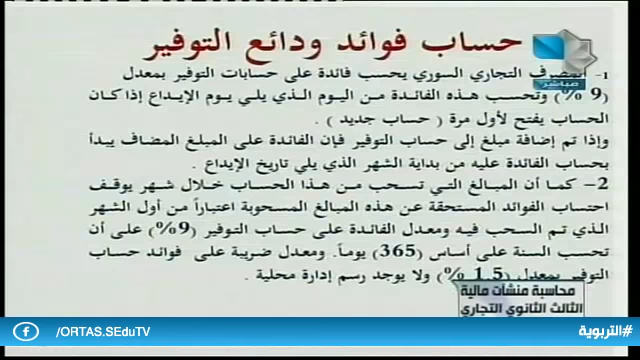 حساب فوائد ودائع التوفير
مباشر
1- المصرف التجاري السوري يحسب فائدة على حسابات التوفير بمعدل
(9 %) وتحسب هذه الفائدة من اليوم الذي يلي يوم الإيداع إذا كان
الحساب يفتح لأول مرة ( حساب جديد ) .
وإذا تم إضافة مبلغ إلى حساب التوفير فإن الفائدة على المبلغ المضاف يبدأ
بحساب الفائدة عليه من بداية الشهر الذي يلي تاريخ الإيداع .
2- كما أن المبالغ التي تسحب من هذا الحساب خلال شهر يوقف
احتساب الفوائد المستحقة عن هذه المبالغ المسحوبة اعتباراً من أول الشهر
الذي تم السحب فيه ومعدل الفائدة على حساب التوفير (9%) على أن
تحسب السنة على أساس (365) يوماً. ومعدل ضريبة على فوائد حساب
التوفير بمعدل (1.5 %) ولا يوجد رسم إدارة محلية .
محاسبة منشآت مالية
الثالث الثانوي التجاري
/ORTAS.SEduTV
#التربوية